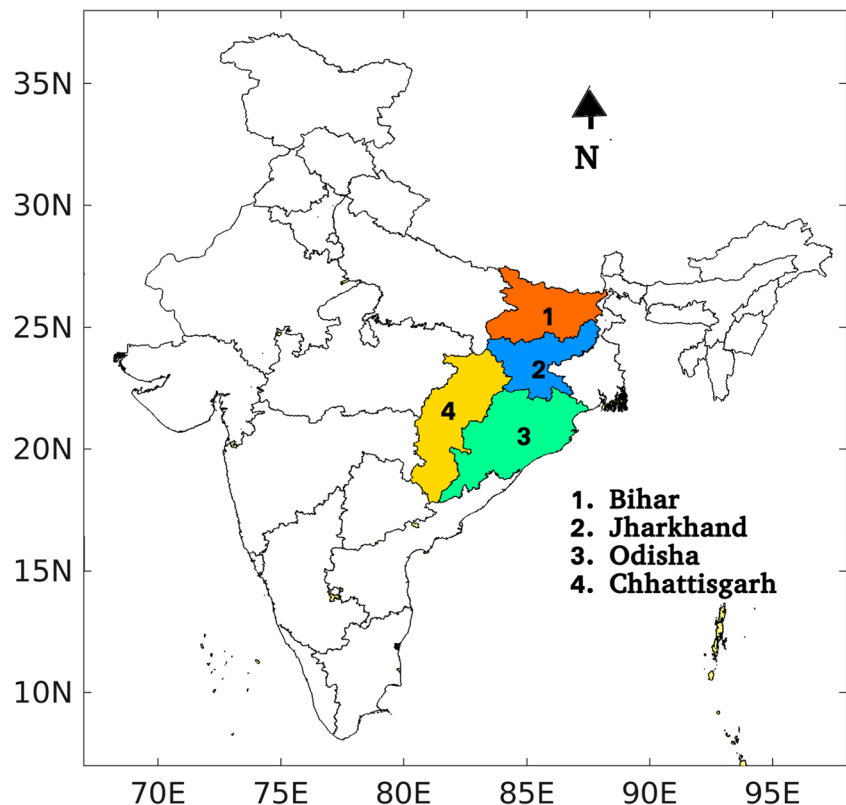 35N
N
30N
25N
1
2
4
20N
3
1. Bihar
2. Jharkhand
3. Odisha
4. Chhattisgarh
15N
10N
70E 75E 80E 85E 90E 95E